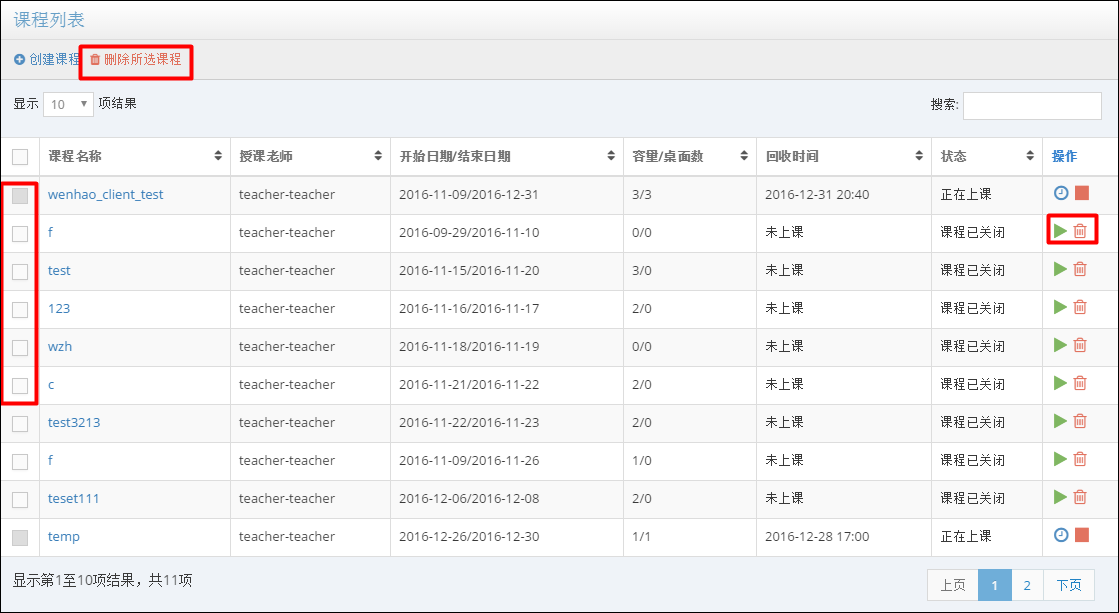 课程列表
创建课程 删除所选课程
显示 10 项结果 搜索:
课程名称 授课老师 开始日期/结束日期 容量/桌面数 回收时间 状态 操作
wenhao_client_test teacher-teacher 2016-11-09/2016-12-31 3/3 2016-12-31 20:40 正在上课
f teacher-teacher 2016-09-29/2016-11-10 0/0 未上课 课程已关闭
test teacher-teacher 2016-11-15/2016-11-20 3/0 未上课 课程已关闭
123 teacher-teacher 2016-11-16/2016-11-17 2/0 未上课 课程已关闭
wzh teacher-teacher 2016-11-18/2016-11-19 0/0 未上课 课程已关闭
c teacher-teacher 2016-11-21/2016-11-22 2/0 未上课 课程已关闭
test3213 teacher-teacher 2016-11-22/2016-11-23 2/0 未上课 课程已关闭
f teacher-teacher 2016-11-09/2016-11-26 1/0 未上课 课程已关闭
teset111 teacher-teacher 2016-12-06/2016-12-08 2/0 未上课 课程已关闭
temp teacher-teacher 2016-12-26/2016-12-30 1/1 2016-12-28 17:00 正在上课
显示第1至10项结果，共11项 上页 1 2 下页